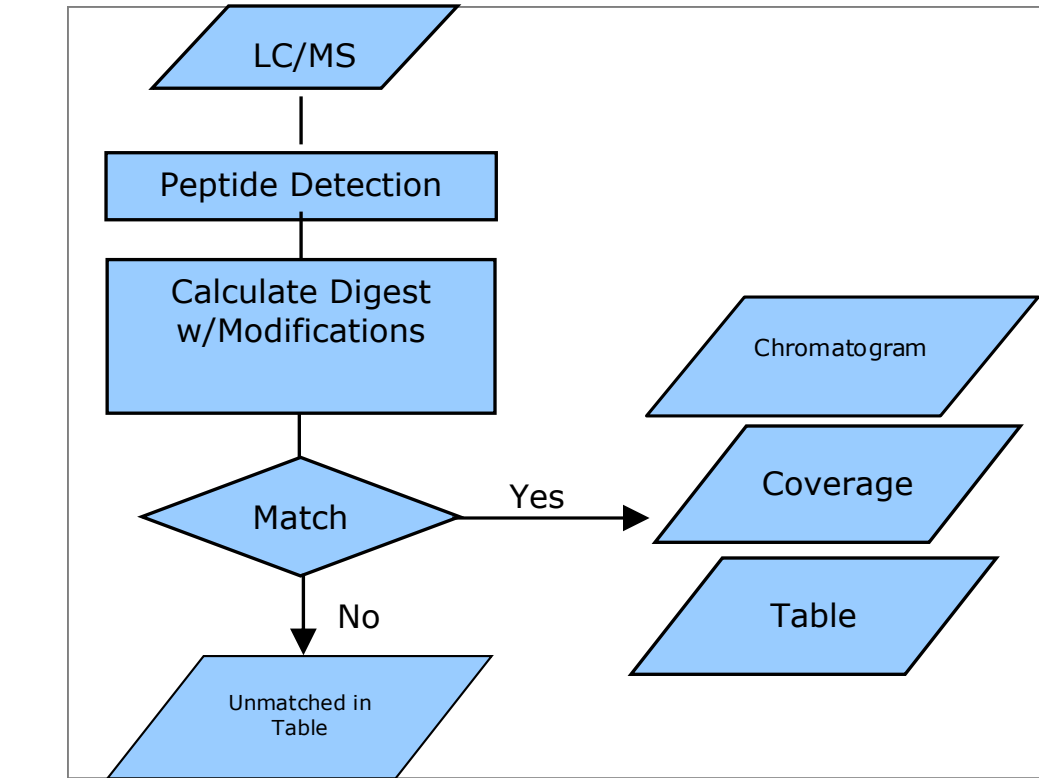 LC/MS
Peptide Detection
Calculate Digest
w/Modifications
Chromatogram
Coverage
Yes
Match
Table
No
Unmatched in
Table